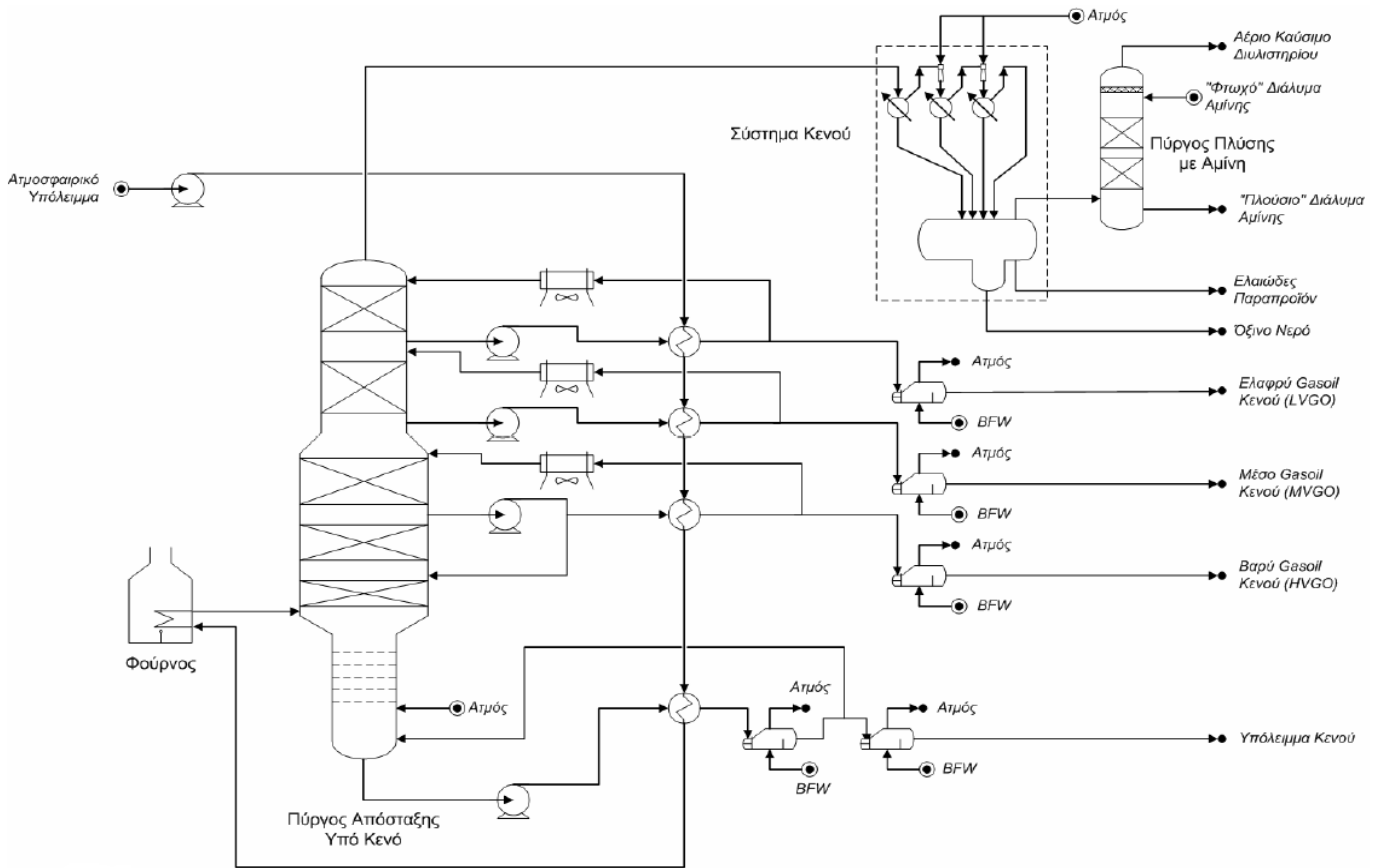 Ατμός
Αέριο Καύσιμο
Διυλιστηρίου
"Φτωχό" Διάλυμα
Αμίνης
Σύστημα Κενού
Πύργος Πλύσης
με Αμίνη
Ατμοσφαιρικό
Υπόλειμμα
"Πλούσιο" Διάλυμα
Αμίνης
Ελαιώδες
Παραπροϊόν
Όξινο Νερό
Ατμός
Ελαφρύ Gasoil
Κενού (LVGO)
BFW
Ατμός
Μέσο Gasoil
Κενού (MVGO)
BFW
Ατμός
Βαρύ Gasoil
Κενού (HVGO)
BFW
Φούρνος
Ατμός
Ατμός
Ατμός
Υπόλειμμα Κενού
BFW
BFW
Πύργος Απόσταξης
Υπό Κενό